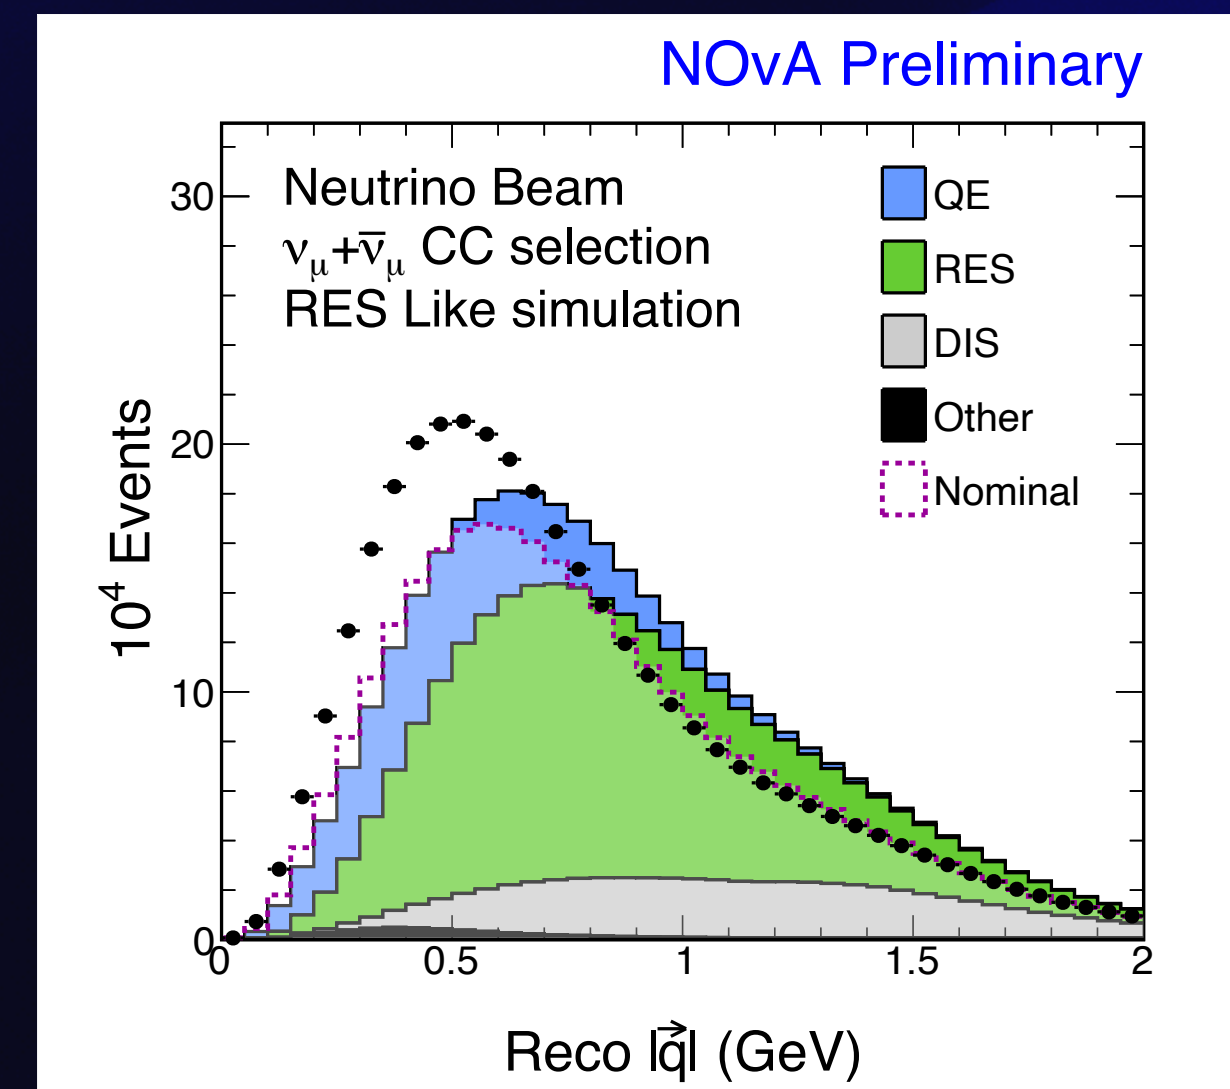 NOvA Preliminary
Neutrino Beam
νμ+ν̅μ CC selection
RES Like simulation
QE
RES
DIS
Other
Nominal
30
20
10
0
10⁴ Events
0 0.5 1 1.5 2
Reco |q⃗| (GeV)